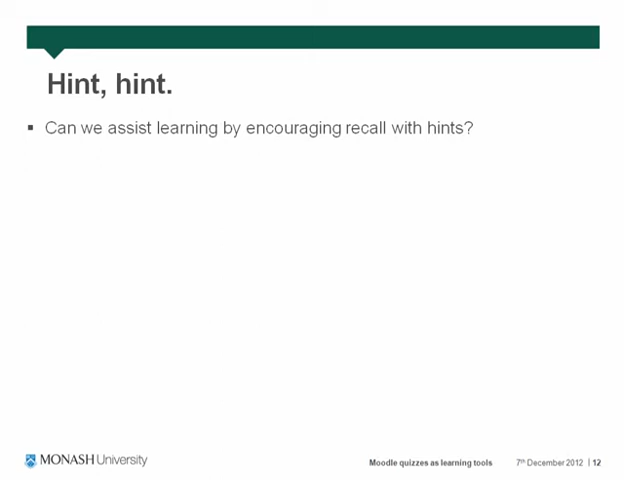 Hint, hint.
▪ Can we assist learning by encouraging recall with hints?
MONASH University
Moodle quizzes as learning tools 7th December 2012 | 12